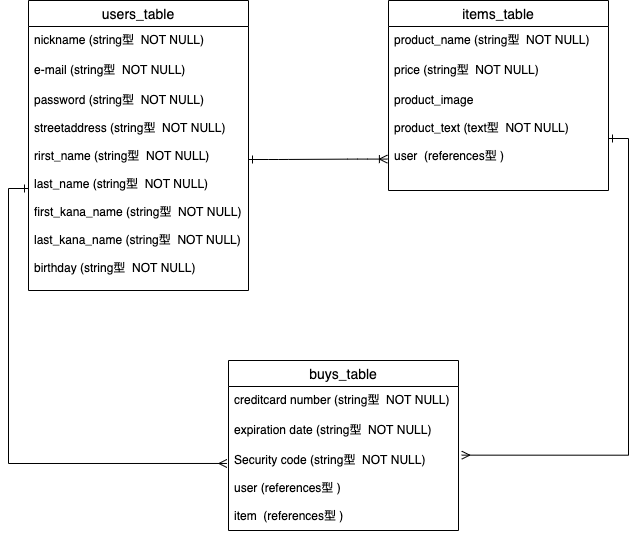 users_table
nickname (string型 NOT NULL)
e-mail (string型 NOT NULL)
password (string型 NOT NULL)
streetaddress (string型 NOT NULL)
rirst_name (string型 NOT NULL)
last_name (string型 NOT NULL)
first_kana_name (string型 NOT NULL)
last_kana_name (string型 NOT NULL)
birthday (string型 NOT NULL)
items_table
product_name (string型 NOT NULL)
price (string型 NOT NULL)
product_image
product_text (text型 NOT NULL)
user (references型 )
buys_table
creditcard number (string型 NOT NULL)
expiration date (string型 NOT NULL)
Security code (string型 NOT NULL)
user (references型 )
item (references型 )